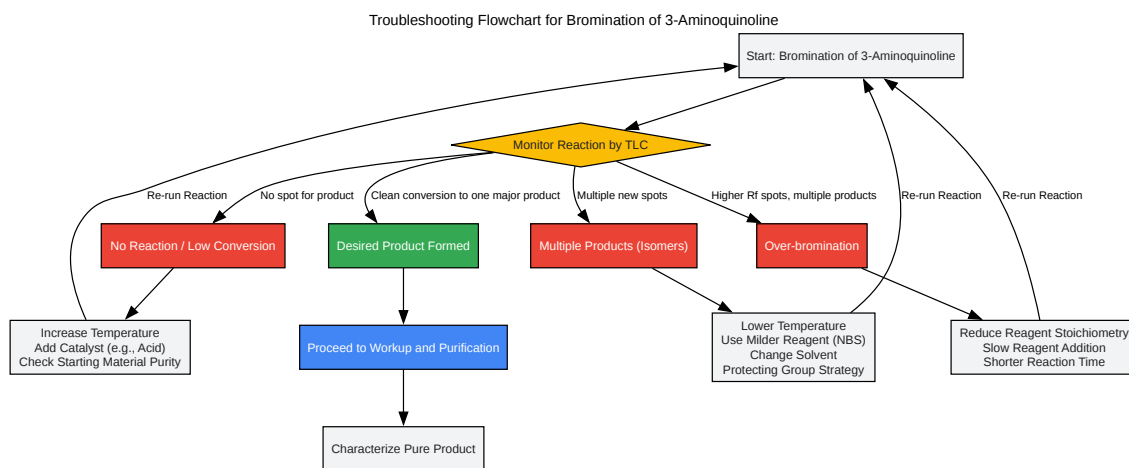 Troubleshooting Flowchart for Bromination of 3-Aminoquinoline
Start: Bromination of 3-Aminoquinoline
Monitor Reaction by TLC
Re-run Reaction
No spot for product
Clean conversion to one major product
Multiple new spots
Higher Rf spots, multiple products
Re-run Reaction
Re-run Reaction
No Reaction / Low Conversion
Desired Product Formed
Multiple Products (Isomers)
Over-bromination
Increase Temperature
Add Catalyst (e.g., Acid)
Check Starting Material Purity
Proceed to Workup and Purification
Lower Temperature
Use Milder Reagent (NBS)
Change Solvent
Protecting Group Strategy
Reduce Reagent Stoichiometry
Slow Reagent Addition
Shorter Reaction Time
Characterize Pure Product